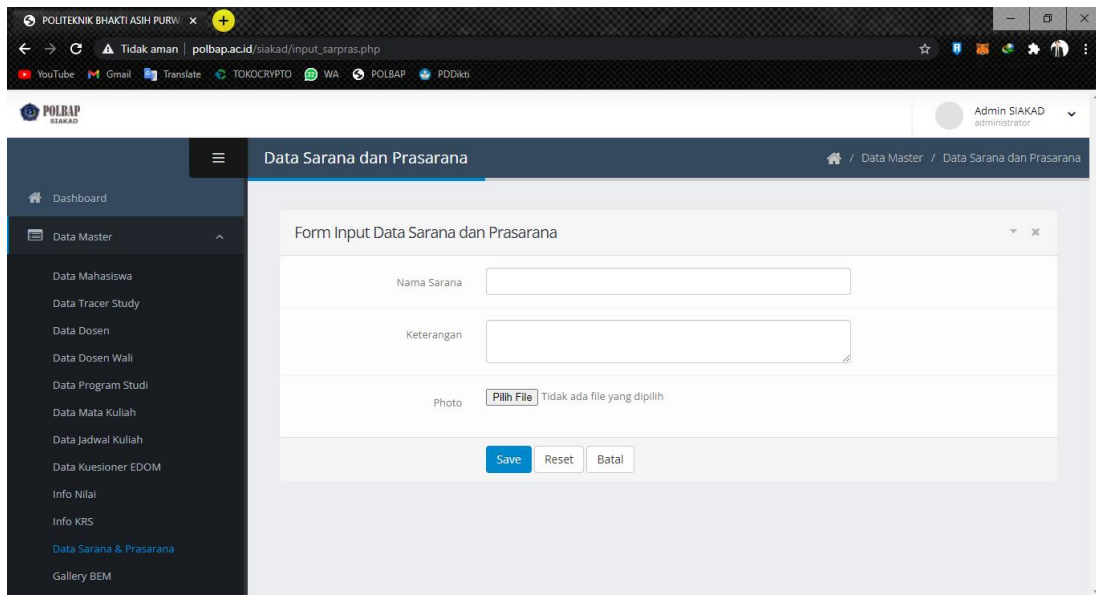 POLITEKNIK BHAKTI ASIH PURW
Tidak aman | polbap.ac.id/siakad/input_sarpras.php
YouTube Gmail Translate TOKOCRYPTO WA POLBAP PDDikti
POLBAP
SIAKAD
Admin SIAKAD
administrator
Data Sarana dan Prasarana
/ Data Master / Data Sarana dan Prasarana
Dashboard
Data Master
Data Mahasiswa
Data Tracer Study
Data Dosen
Data Dosen Wali
Data Program Studi
Data Mata Kuliah
Data Jadwal Kuliah
Data Kuesioner EDOM
Info Nilai
Info KRS
Data Sarana & Prasarana
Gallery BEM
Form Input Data Sarana dan Prasarana
Nama Sarana
Keterangan
Photo
Pilih File Tidak ada file yang dipilih
Save Reset Batal